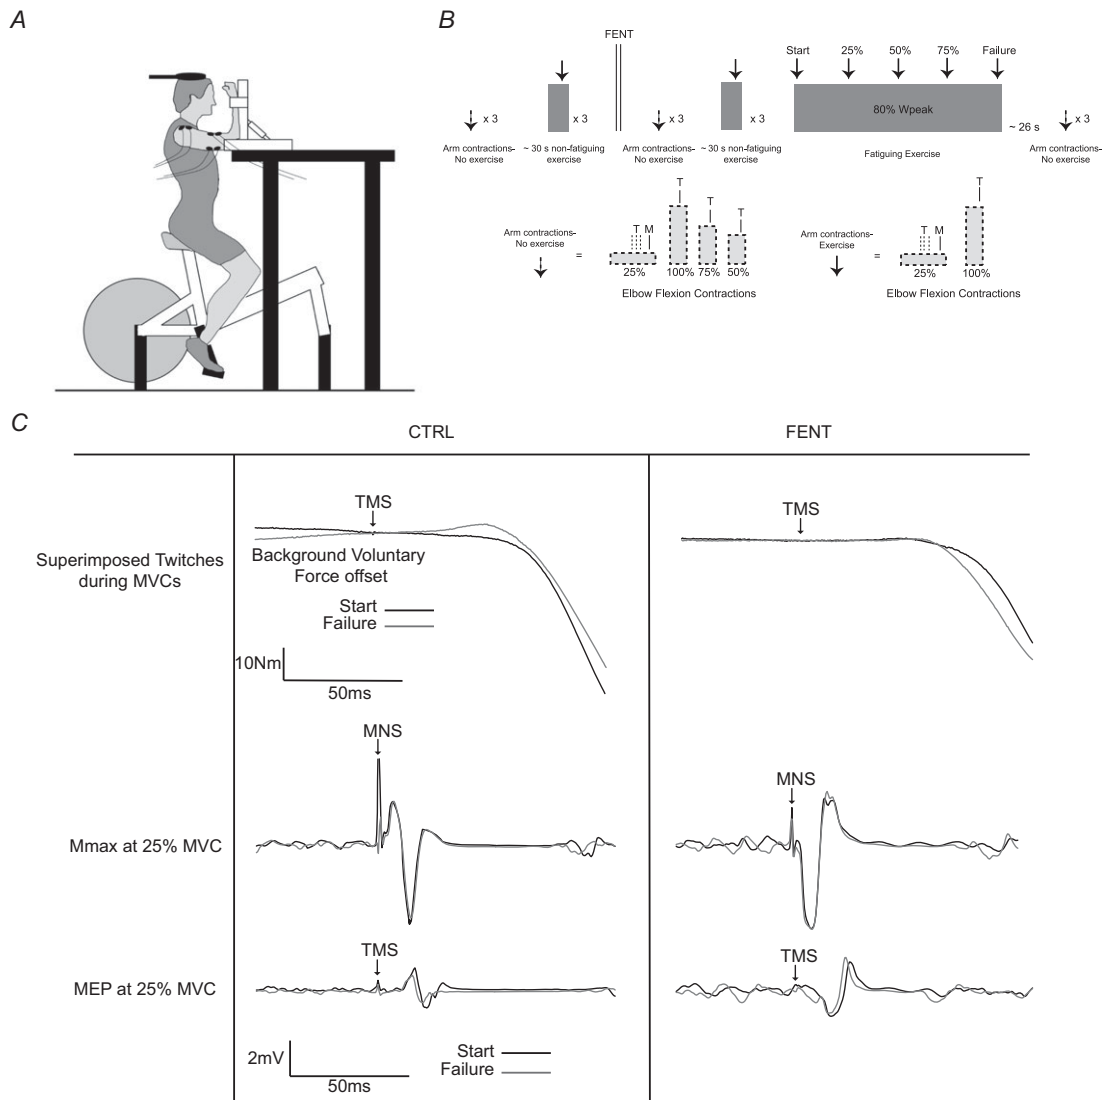 A
B
FENT
Start
25%
50%
75%
Failure
80% Wpeak
x 3
x 3
x 3
x 3
~ 26 s
x 3
Arm contractions-
No exercise
~ 30 s non-fatiguing
exercise
Arm contractions-
No exercise
~ 30 s non-fatiguing
exercise
Fatiguing Exercise
Arm contractions-
No exercise
Arm contractions-
No exercise
=
T M
T
T
T
25%
100%
75%
50%
Elbow Flexion Contractions
Arm contractions-
Exercise
=
T M
T
25%
100%
Elbow Flexion Contractions
C
CTRL
FENT
Superimposed Twitches
during MVCs
TMS
Background Voluntary
Force offset
Start
Failure
10Nm
50ms
TMS
Mmax at 25% MVC
MNS
MNS
MEP at 25% MVC
TMS
TMS
2mV
50ms
Start
Failure